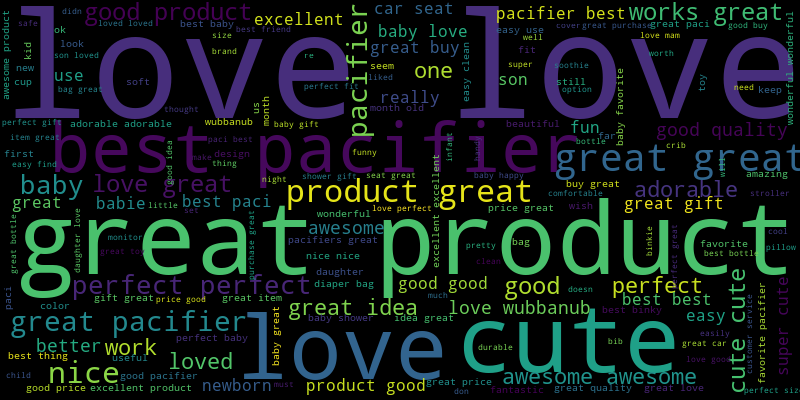 love love
great product
best pacifier
love
cute
great great
product great
good product
excellent
car seat
pacifier best
works great
great paci
great purchase
good buy
didn
loved loved
best baby
best friend
baby love
easy use
cover
love mam
safe
ok
look
son loved
size
brand
re
great buy
well
fit
worth
awesome product
kid
new
cup
use
bag great
soft
perfect fit
pacifier
seem
liked
one
easy clean
super
son
soothie
still
option
toy
need
keep
wonderful wonderful
thought
us
month
really
month old
perfect gift
adorable adorable
wubbanub
baby gift
beautiful
fun
bottle
far
baby favorite
good quality
item great
paci best
first
easy find
make
design
thing
good idea
funny
infant
crib
will
amazing
baby
love great
night
shower gift
seat great
baby happy
excellent excellent
buy great
comfortable
adorable
stroller
great
babie
little
best paci
set
wonderful
love perfect
price great
wish
great gift
great bottle
daughter love
monitor
purchase great
awesome
pacifiers great
nice nice
pretty
bag
clean
binkie
perfect great
favorite
best bottle
cool
pillow
daughter
diaper bag
perfect perfect
good good
good
doesn
perfect
paci
color
gift great
price good
great item
much
great idea
love wubbanub
best best
best binky
easy
great pacifier
baby shower
idea great
easily
better
work
perfect baby
baby great
great car
cute cute
customer service
favorite pacifier
super cute
best thing
useful
loved
durable
bib
love good
nice
child
good pacifier
newborn
must
product good
great price
don
fantastic
awesome awesome
great quality
great love
perfect size
good price
excellent product